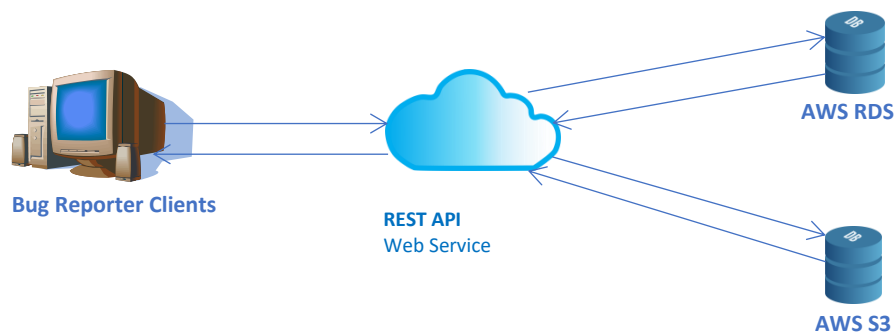 DB
AWS RDS
Bug Reporter Clients
REST API
Web Service
DB
AWS S3